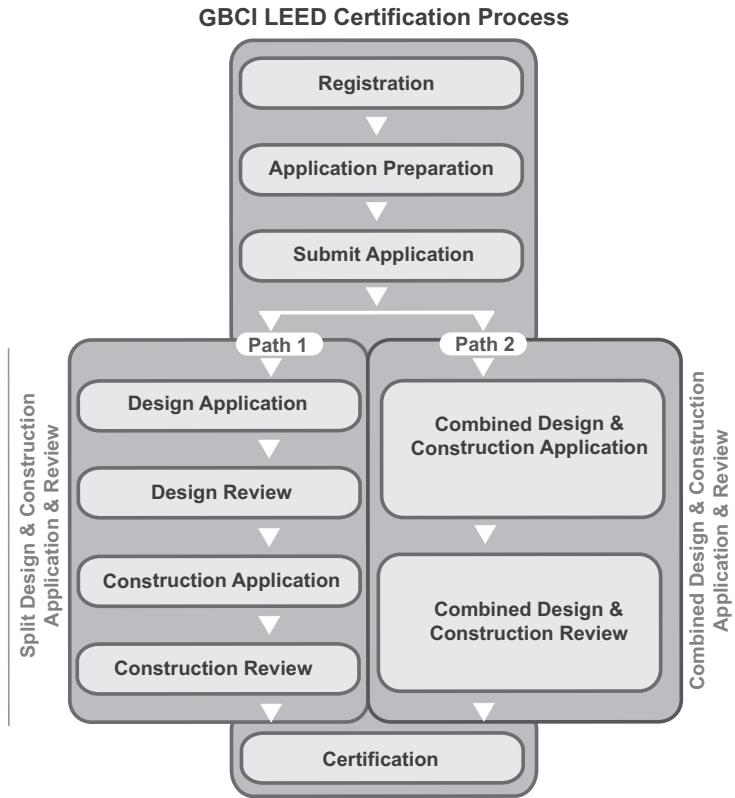 GBCI LEED Certification Process
Registration
Application Preparation
Submit Application
Path 1
Path 2
Split Design & Construction
Application & Review
Design Application
Design Review
Construction Application
Construction Review
Combined Design &
Construction Application
Combined Design &
Construction Review
Combined Design & Construction
Application & Review
Certification